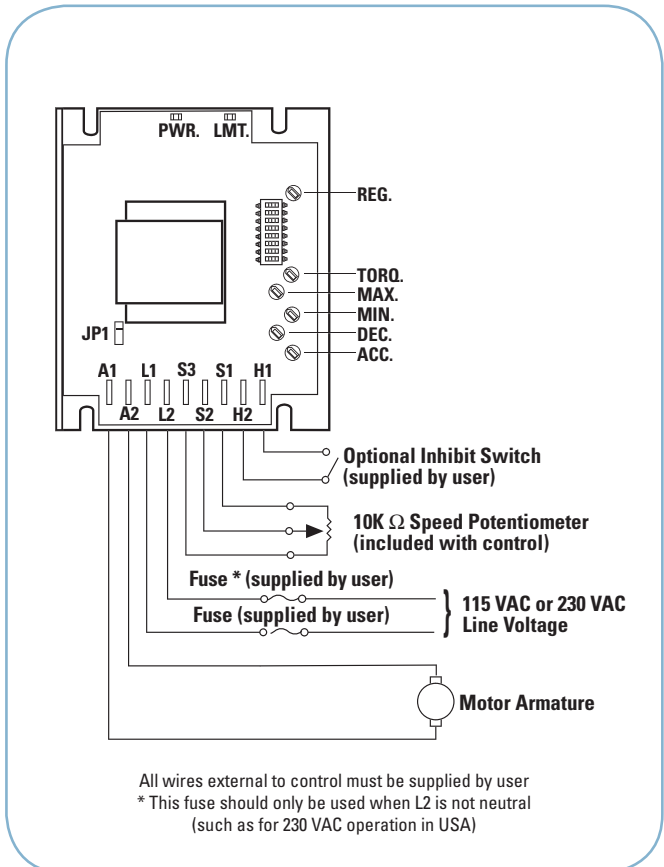 PWR. LMT.
REG.
TORQ.
MAX.
MIN.
DEC.
ACC.
JP1
A1 L1 S3 S1 H1
A2 L2 S2 H2
Optional Inhibit Switch
(supplied by user)
10K Ω Speed Potentiometer
(included with control)
Fuse * (supplied by user)
Fuse (supplied by user)
115 VAC or 230 VAC
Line Voltage
Motor Armature
All wires external to control must be supplied by user
* This fuse should only be used when L2 is not neutral
(such as for 230 VAC operation in USA)